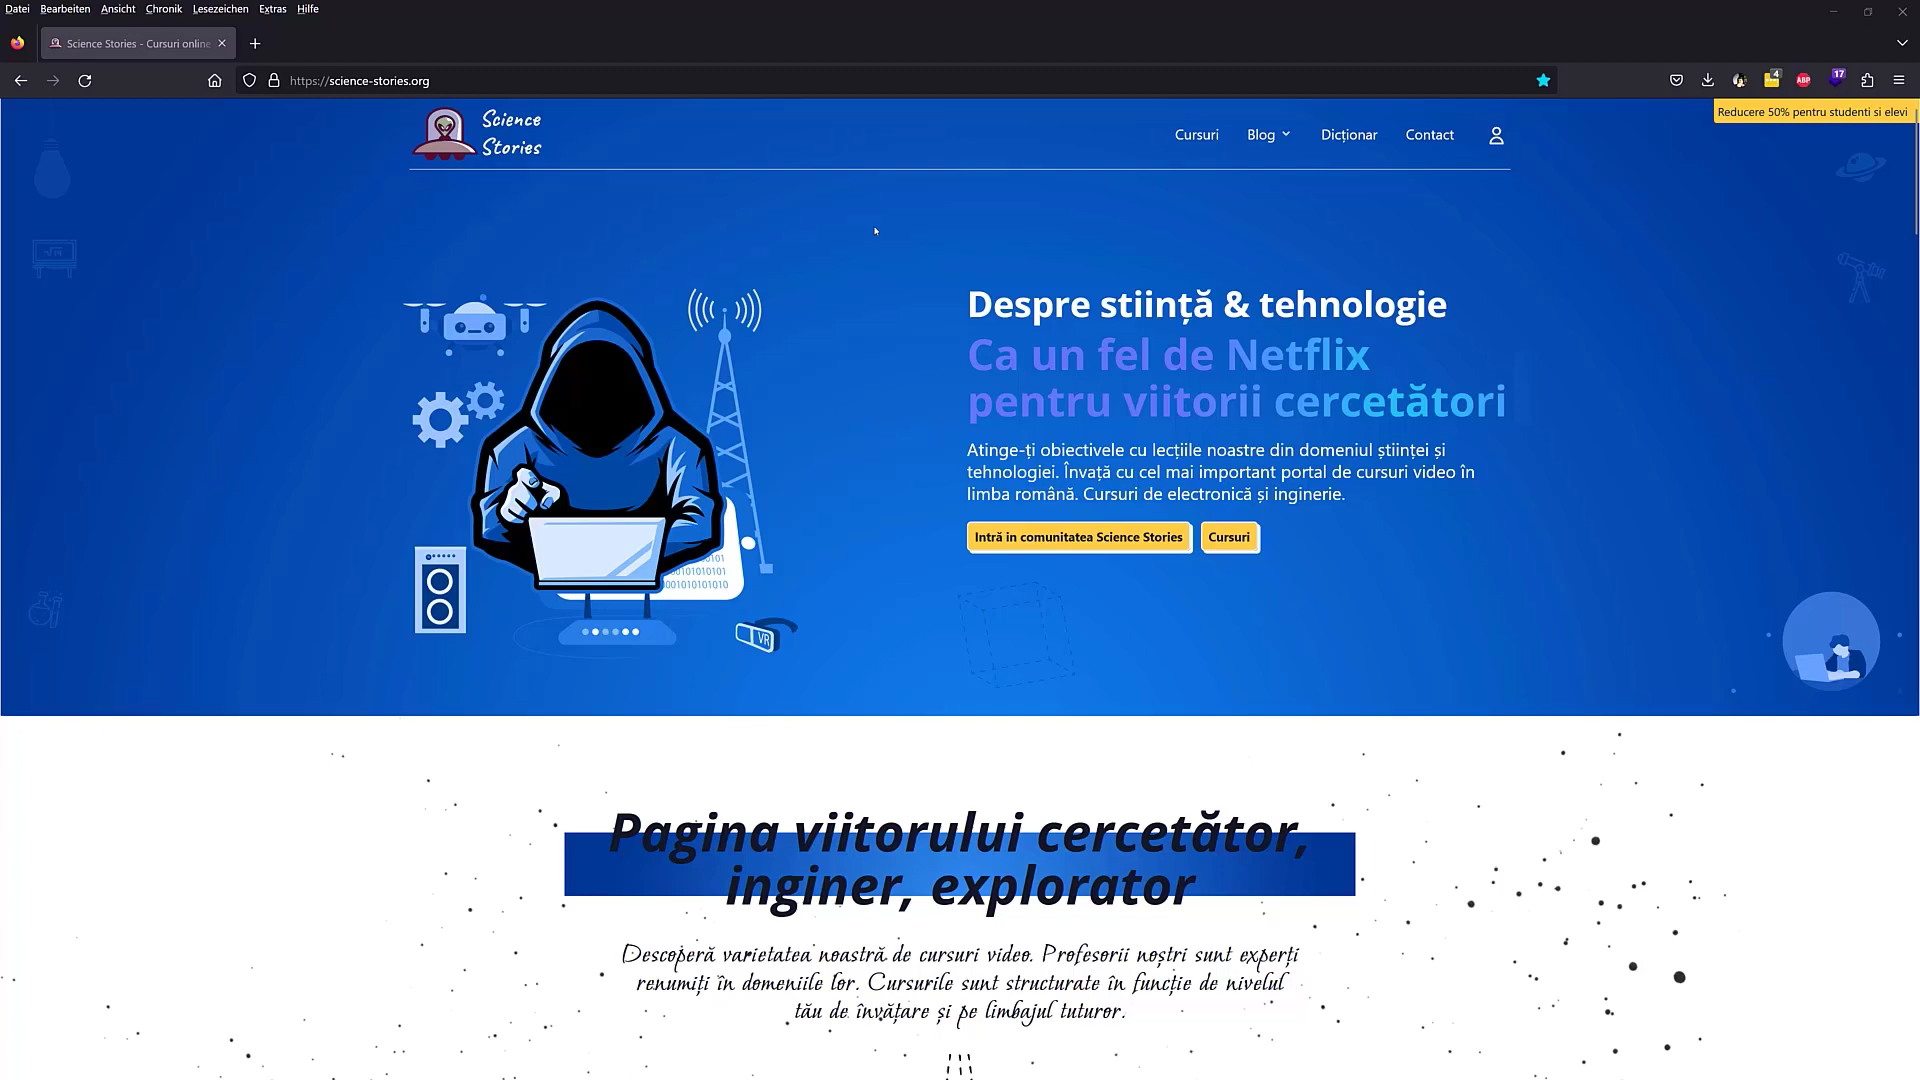 Datei Bearbeiten Ansicht Chronik Lesezeichen Extras Hilfe
Science Stories - Cursuri online
https://science-stories.org
4
ABP
17
Reducere 50% pentru studenti si elevi
Science
Stories
Cursuri Blog Dicționar Contact
Despre stiință & tehnologie
Ca un fel de Netflix
pentru viitorii cercetători
Atinge-ți obiectivele cu lecțiile noastre din domeniul științei și
tehnologiei. Învață cu cel mai important portal de cursuri video în
limba română. Cursuri de electronică și inginerie.
Intră in comunitatea Science Stories Cursuri
VR
Pagina viitorului cercetător,
inginer, explorator
Descoperă varietatea noastră de cursuri video. Profesorii noștri sunt experți
renumiți în domeniile lor. Cursurile sunt structurate în funcție de nivelul
tău de învățare și pe limbajul tuturor.